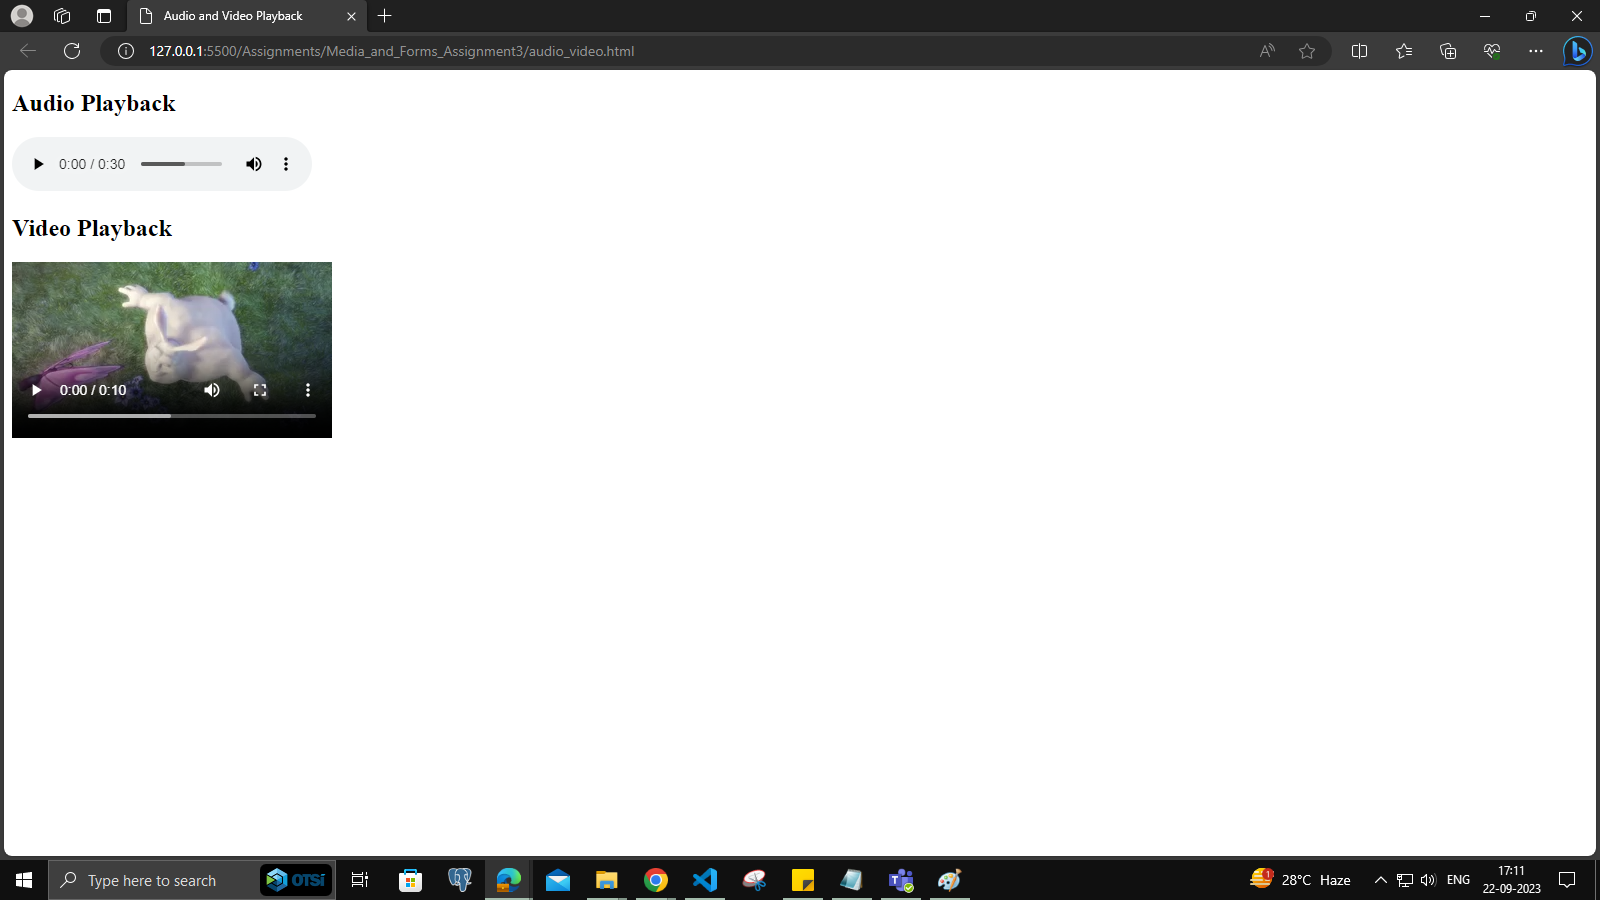 Audio and Video Playback
127.0.0.1:5500/Assignments/Media_and_Forms_Assignment3/audio_video.html
Audio Playback
0:00 / 0:30
Video Playback
0:00 / 0:10
Type here to search
OTSi
1
28°C Haze
ENG
17:11
22-09-2023